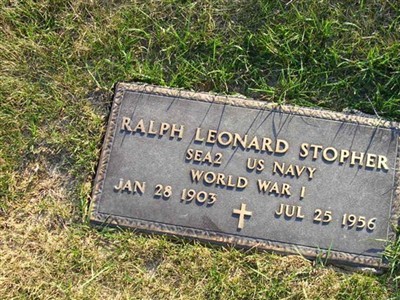 RALPH LEONARD STOPHER
SEA2 US NAVY
WORLD WAR I
JAN 28 1903 JUL 25 1956